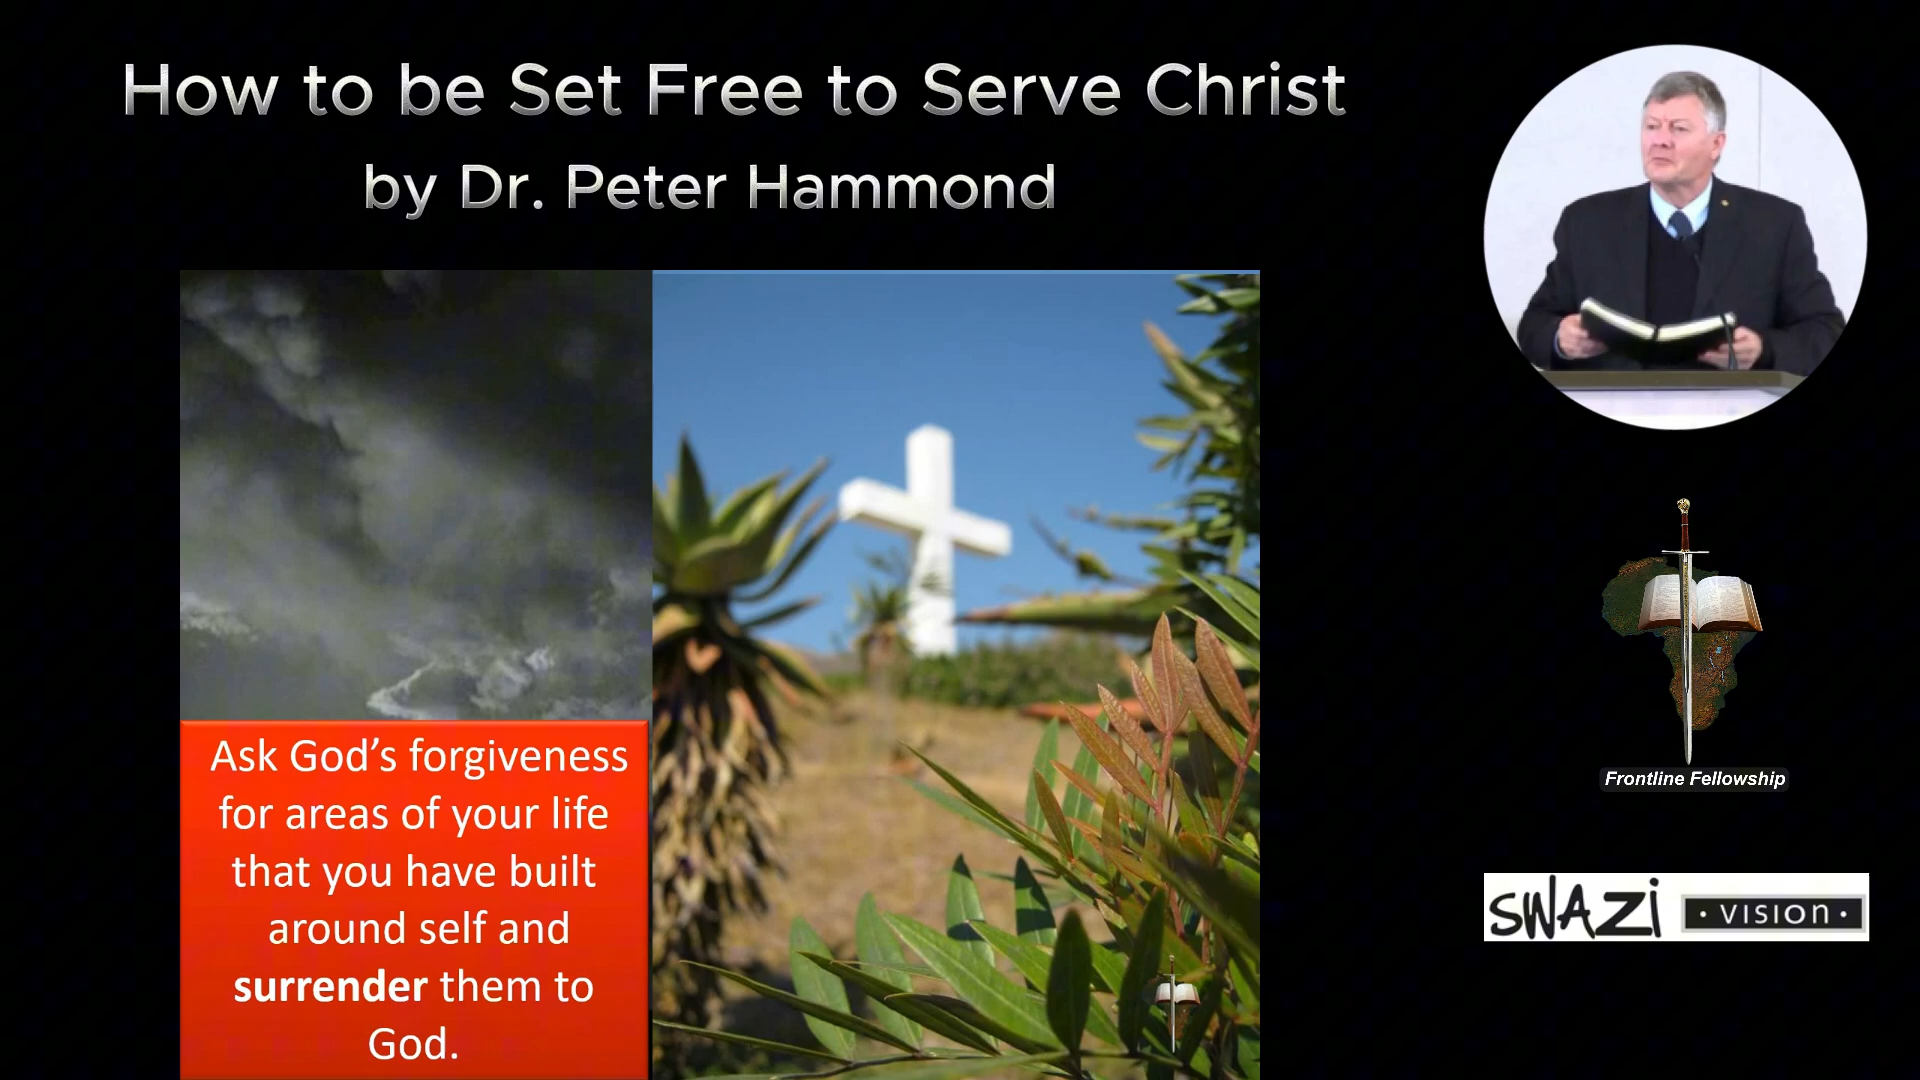 How to be Set Free to Serve Christ
by Dr. Peter Hammond
Ask God’s forgiveness
for areas of your life
that you have built
around self and
surrender them to
God.
Frontline Fellowship
SWAZi
• VISION •